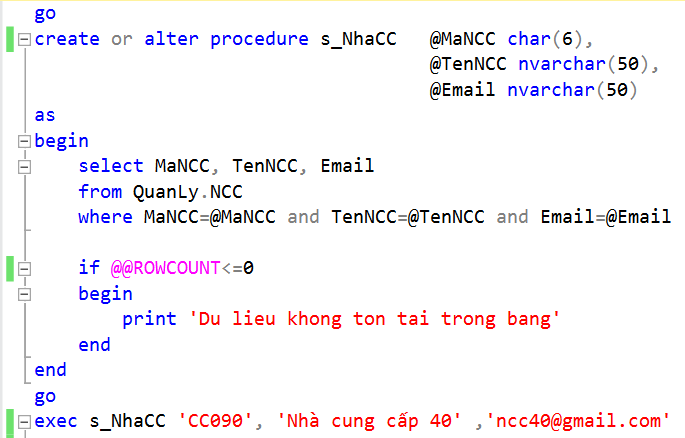 go
create or alter procedure s_NhaCC @MaNCC char(6),
@TenNCC nvarchar(50),
@Email nvarchar(50)
as
begin
select MaNCC, TenNCC, Email
from QuanLy.NCC
where MaNCC=@MaNCC and TenNCC=@TenNCC and Email=@Email
if @@ROWCOUNT<=0
begin
print 'Du lieu khong ton tai trong bang'
end
end
go
exec s_NhaCC 'CC090', 'Nhà cung cấp 40' ,'ncc40@gmail.com'